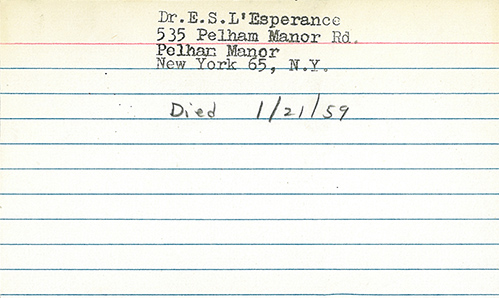 Dr.E.S.L'Esperance
535 Pelham Manor Rd.
Pelham Manor
New York 65, N.Y.
Died 1/21/59